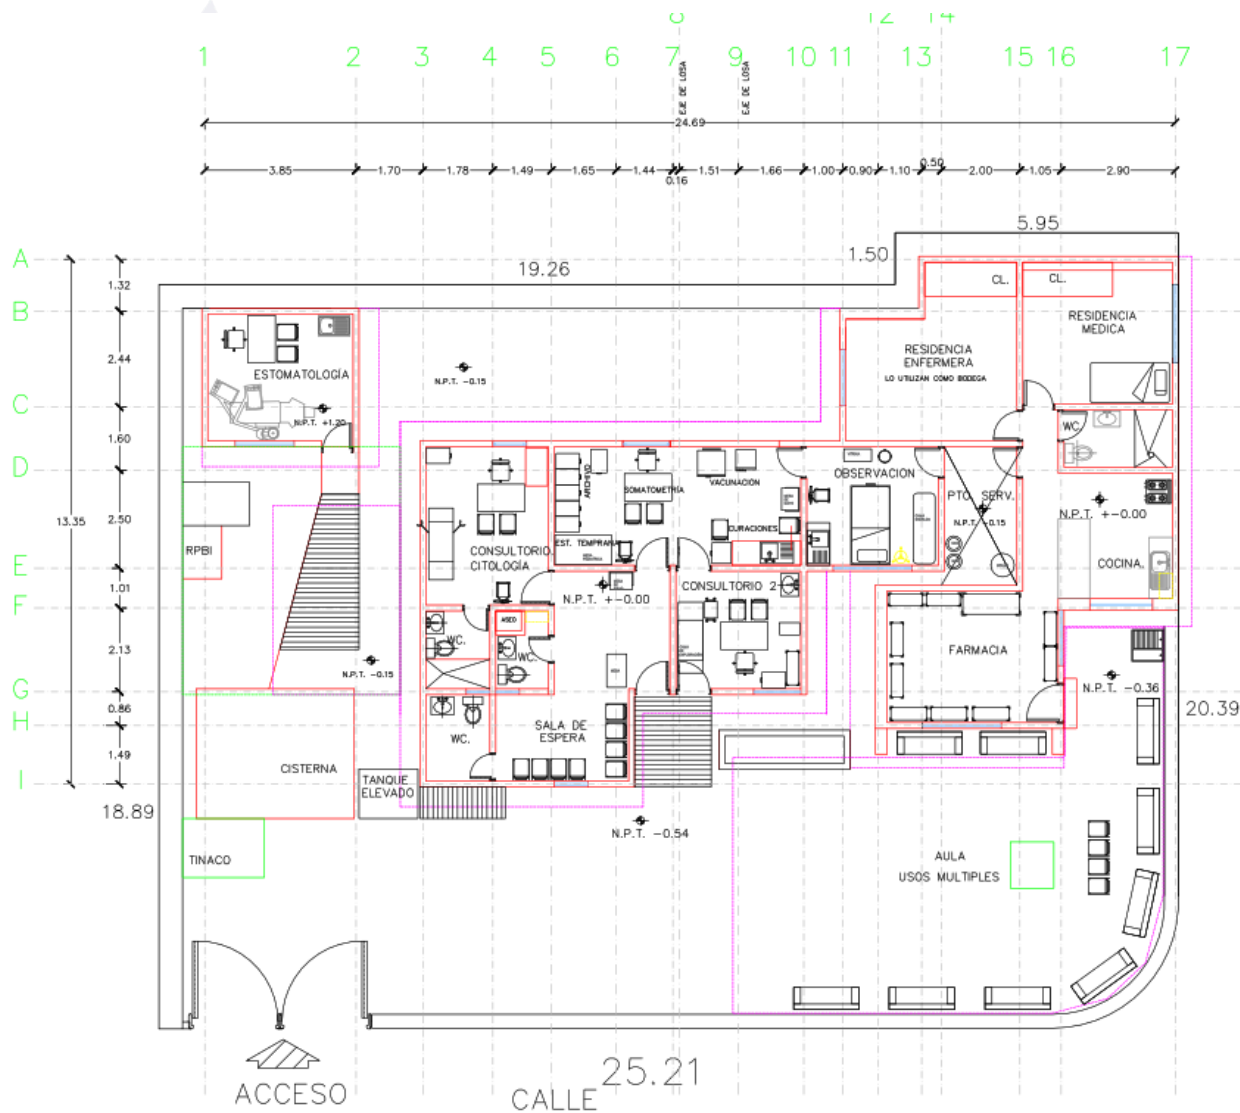 8 12 14
1 2 3 4 5 6 7 9 10 11 13 15 16 17
EJE DE LOSA
EJE DE LOSA
24.69
3.85 1.70 1.78 1.49 1.65 1.44 0.16 1.51 1.66 1.00 0.90 1.10 0.50 2.00 1.05 2.90
A
B
C
D
E
F
G
H
I
1.32
2.44
1.60
2.50
1.01
2.13
0.86
1.49
13.35
18.89
19.26
1.50
5.95
20.39
CL.
CL.
RESIDENCIA
MEDICA
RESIDENCIA
ENFERMERA
LO UTILIZAN COMO BODEGA
ESTOMATOLOGÍA
N.P.T. +1.20
N.P.T. -0.15
WC.
OBSERVACION
PTO. SERV.
N.P.T. -0.15
N.P.T. +-0.00
COCINA.
ARCHIVO
SOMATOMETRÍA
VACUNACION
CURACIONES
EST. TEMPRANA
CONSULTORIO
CITOLOGÍA
CONSULTORIO 2
N.P.T. +-0.00
RPBI
ASEO
WC.
WC.
WC.
FARMACIA
N.P.T. -0.15
N.P.T. -0.36
SALA DE
ESPERA
CISTERNA
TANQUE
ELEVADO
N.P.T. -0.54
TINACO
AULA
USOS MULTIPLES
25.21
ACCESO
CALLE